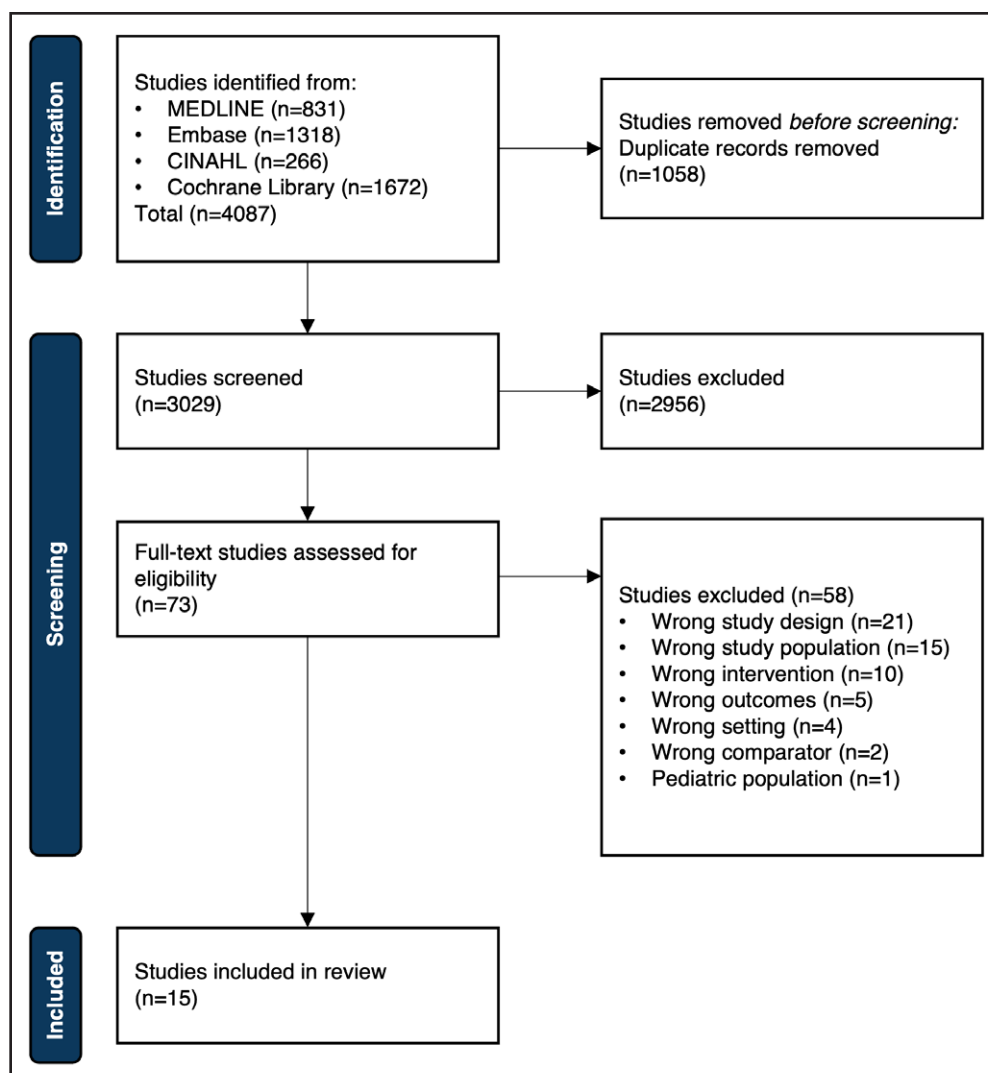 Identification
Studies identified from:
• MEDLINE (n=831)
• Embase (n=1318)
• CINAHL (n=266)
• Cochrane Library (n=1672)
Total (n=4087)
Studies removed before screening:
Duplicate records removed
(n=1058)
Screening
Studies screened
(n=3029)
Studies excluded
(n=2956)
Full-text studies assessed for
eligibility
(n=73)
Studies excluded (n=58)
• Wrong study design (n=21)
• Wrong study population (n=15)
• Wrong intervention (n=10)
• Wrong outcomes (n=5)
• Wrong setting (n=4)
• Wrong comparator (n=2)
• Pediatric population (n=1)
Included
Studies included in review
(n=15)